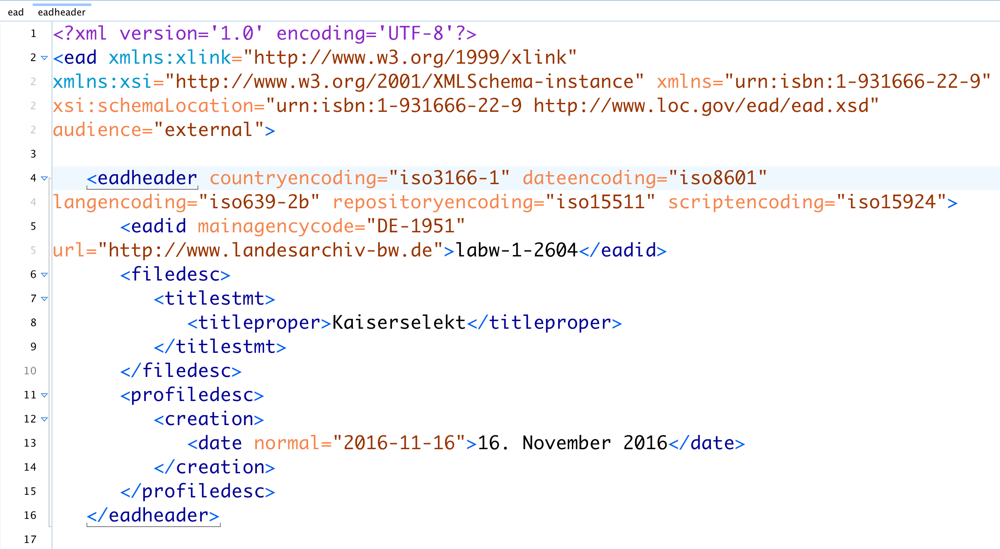 ead eadheader
1 <?xml version='1.0' encoding='UTF-8'?>
2 <ead xmlns:xlink="http://www.w3.org/1999/xlink"
2 xmlns:xsi="http://www.w3.org/2001/XMLSchema-instance" xmlns="urn:isbn:1-931666-22-9"
2 xsi:schemaLocation="urn:isbn:1-931666-22-9 http://www.loc.gov/ead/ead.xsd"
2 audience="external">
3
4 <eadheader countryencoding="iso3166-1" dateencoding="iso8601"
4 langencoding="iso639-2b" repositoryencoding="iso15511" scriptencoding="iso15924">
5 <eadid mainagencycode="DE-1951"
5 url="http://www.landesarchiv-bw.de">labw-1-2604</eadid>
6 <filedesc>
7 <titlestmt>
8 <titleproper>Kaiserselekt</titleproper>
9 </titlestmt>
10 </filedesc>
11 <profiledesc>
12 <creation>
13 <date normal="2016-11-16">16. November 2016</date>
14 </creation>
15 </profiledesc>
16 </eadheader>
17